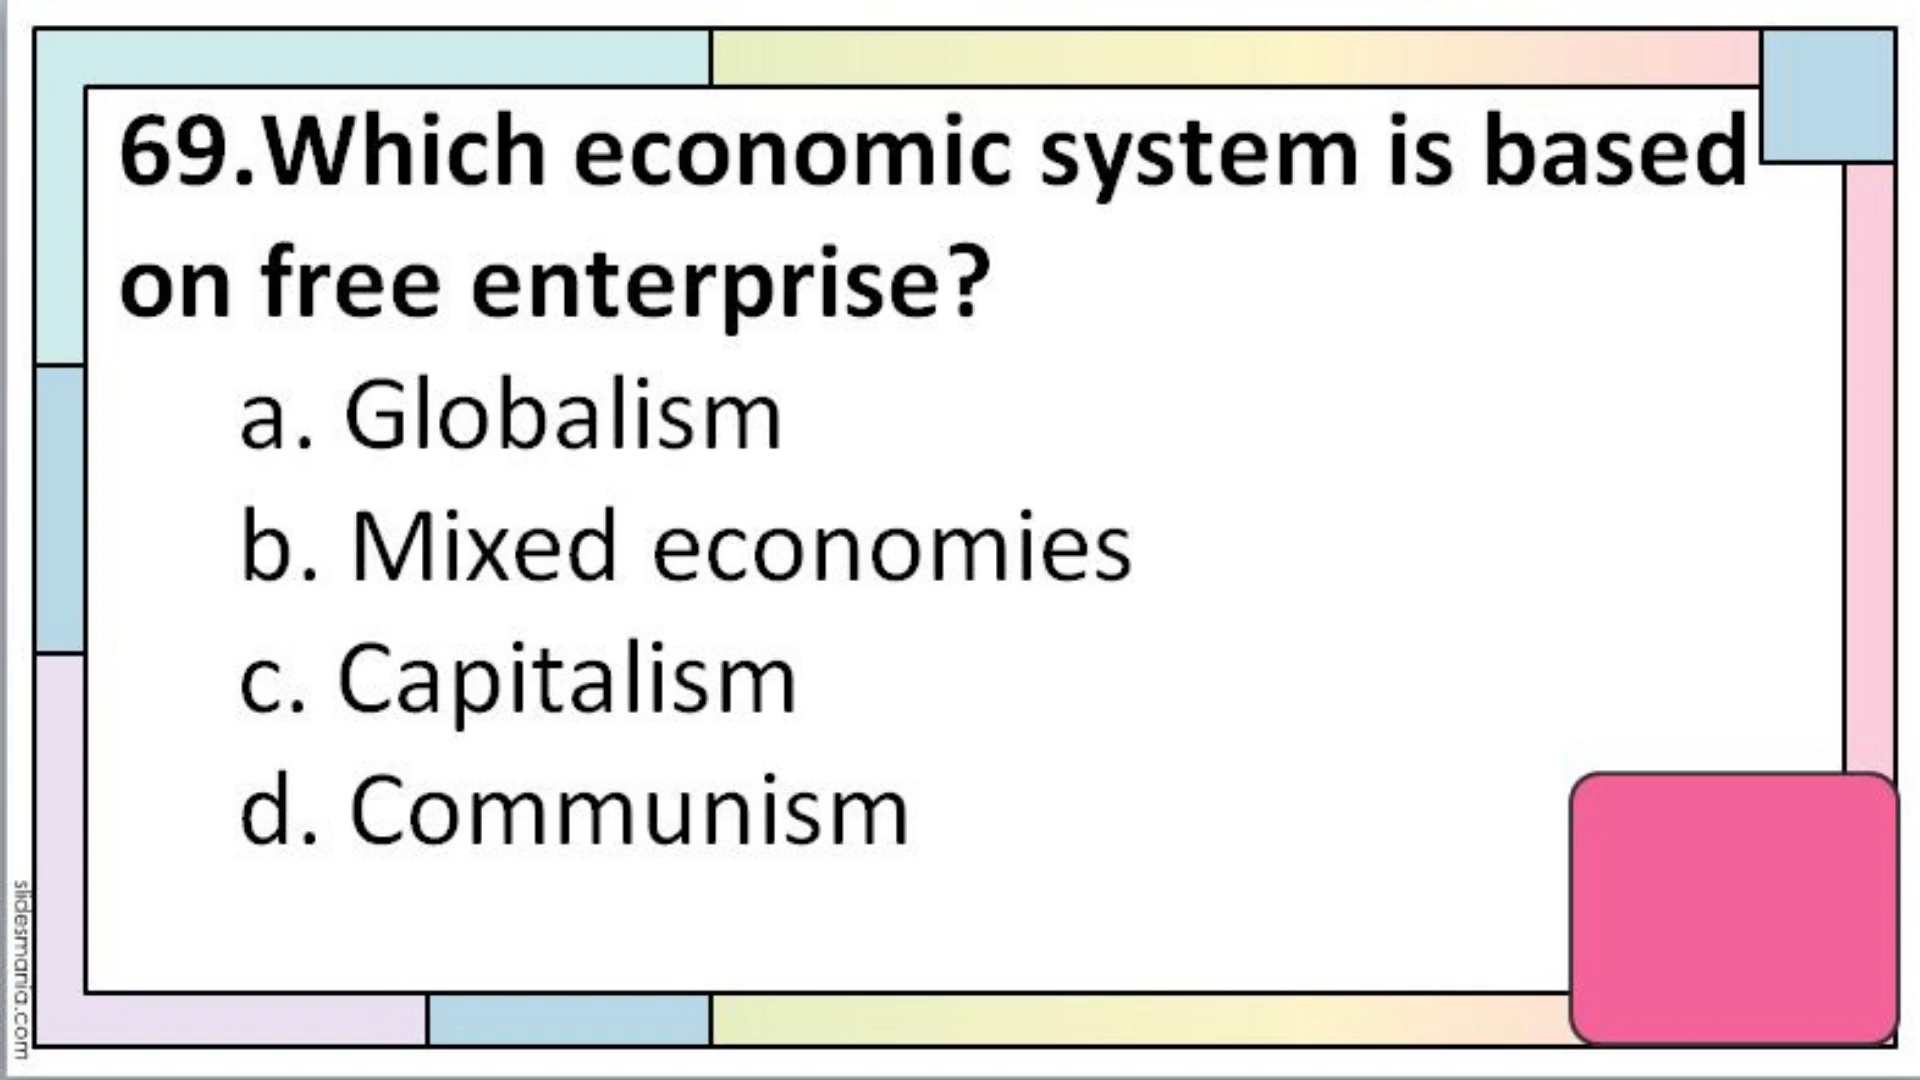 69.Which economic system is based
on free enterprise?
a. Globalism
b. Mixed economies
c. Capitalism
d. Communism
slidesmania.com